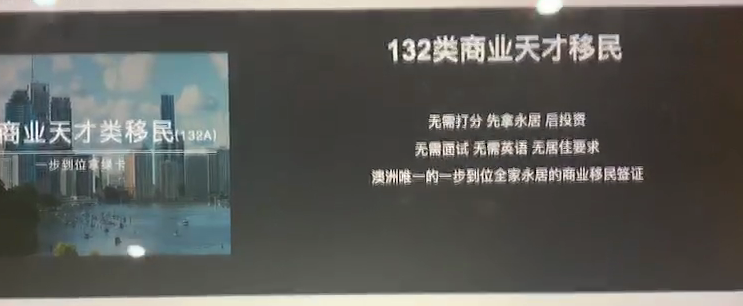 商业天才类移民(132A)
一步到位拿绿卡
132类商业天才移民
无需打分 先拿永居 后投资
无需面试 无需英语 无居住要求
澳洲唯一的一步到位全家永居的商业移民签证